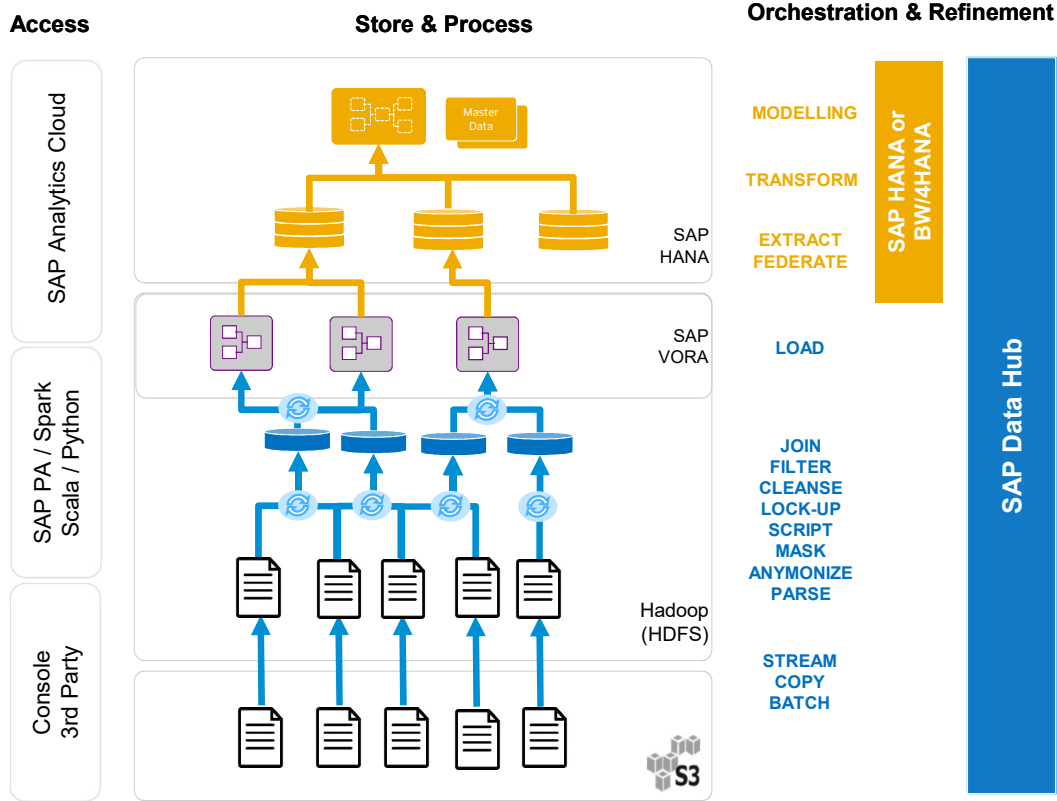 Access
Store & Process
Orchestration & Refinement
SAP Analytics Cloud
SAP PA / Spark
Scala / Python
Console
3rd Party
Master
Data
SAP
HANA
SAP
VORA
Hadoop
(HDFS)
S3
MODELLING
TRANSFORM
EXTRACT
FEDERATE
LOAD
JOIN
FILTER
CLEANSE
LOCK-UP
SCRIPT
MASK
ANYMONIZE
PARSE
STREAM
COPY
BATCH
SAP HANA or
BW/4HANA
SAP Data Hub